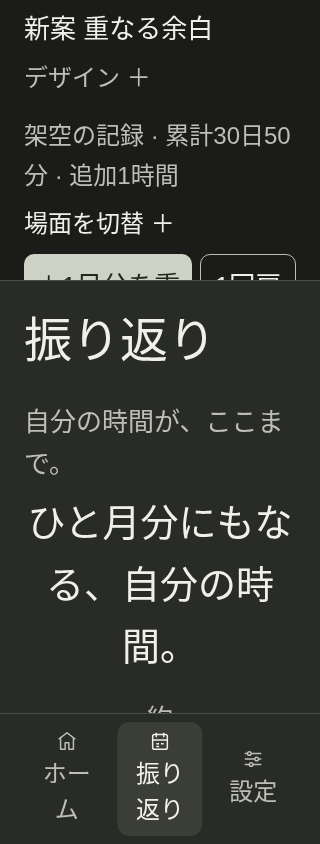 新案 重なる余白
デザイン ＋
架空の記録 · 累計30日50
分 · 追加1時間
場面を切替 ＋
振り返り
自分の時間が、ここま
で。
ひと月分にもな
る、自分の時
間。
ホー
ム
振り
返り
設定